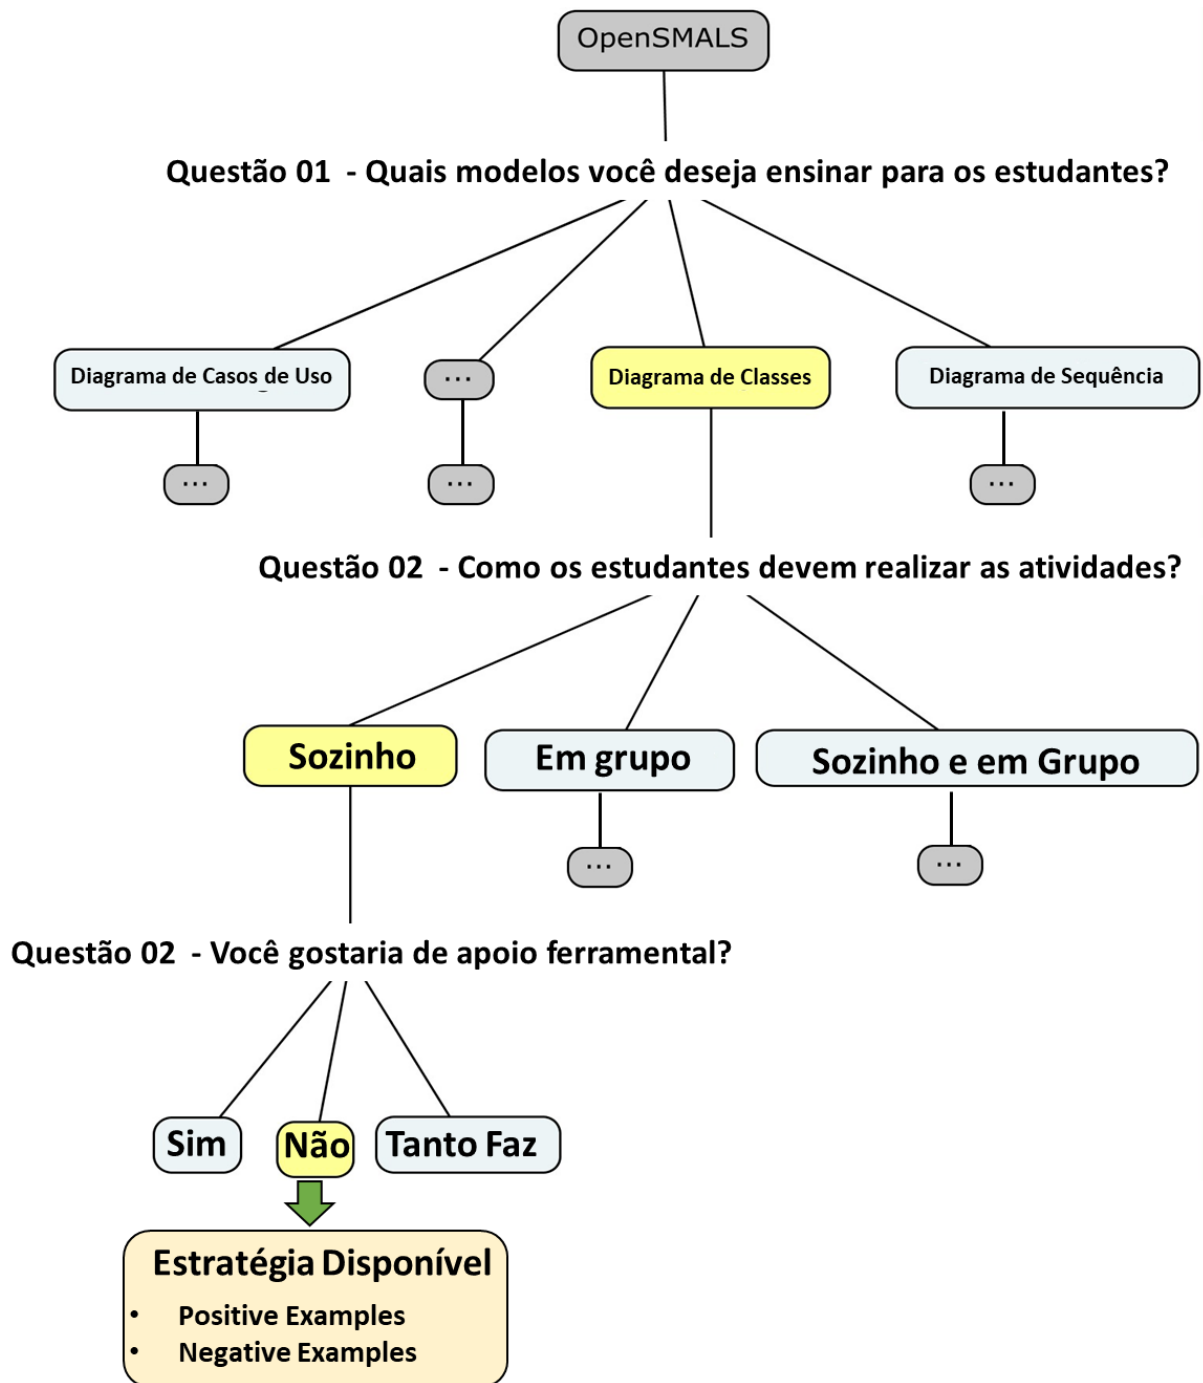 OpenSMALS
Questão 01 - Quais modelos você deseja ensinar para os estudantes?
Diagrama de Casos de Uso
...
Diagrama de Classes
Diagrama de Sequência
...
...
...
Questão 02 - Como os estudantes devem realizar as atividades?
Sozinho
Em grupo
Sozinho e em Grupo
...
...
Questão 02 - Você gostaria de apoio ferramental?
Sim
Não
Tanto Faz
Estratégia Disponível
• Positive Examples
• Negative Examples